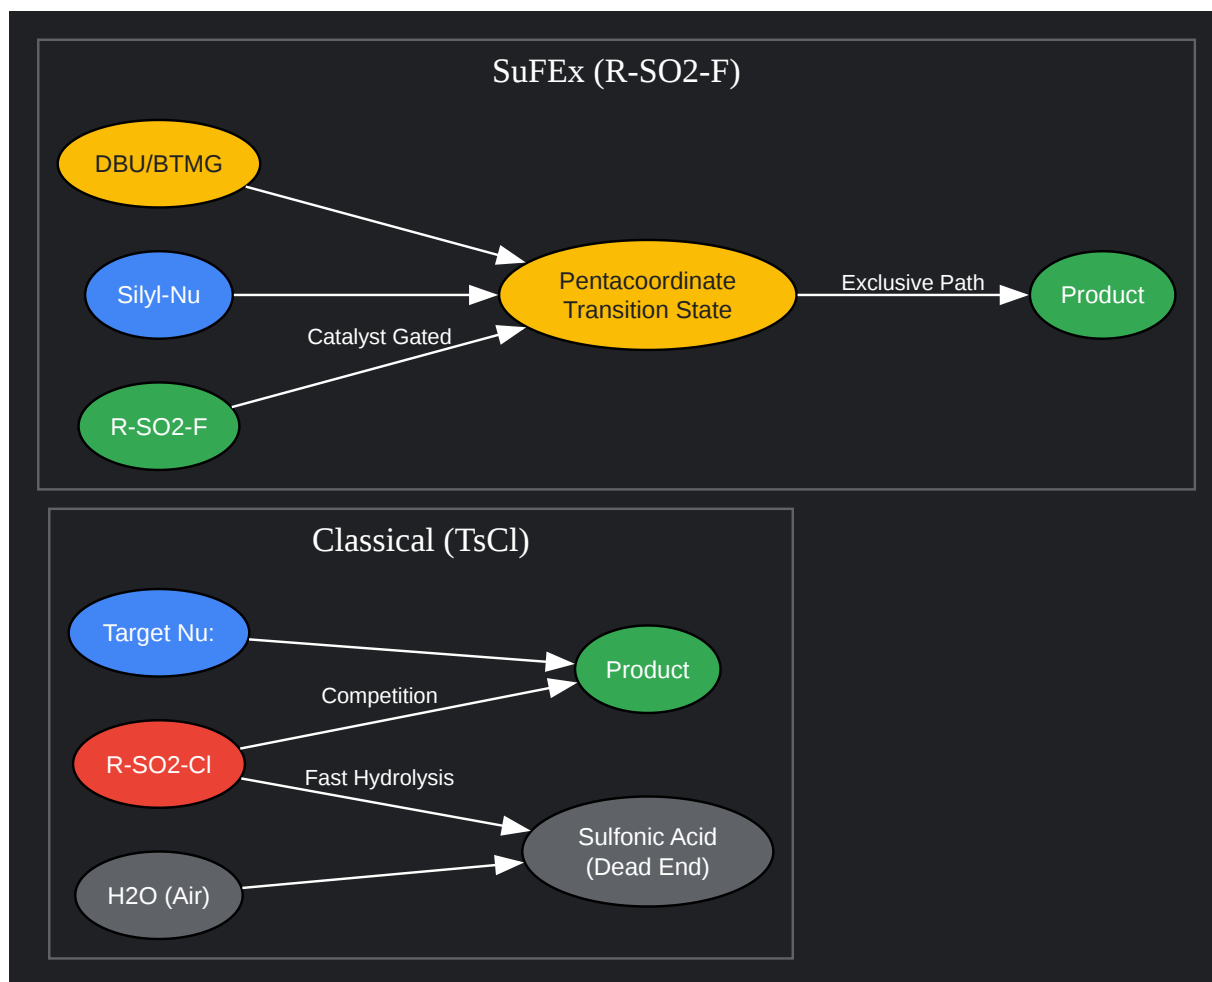 SuFEx (R-SO2-F)
DBU/BTMG
Silyl-Nu
R-SO2-F
Catalyst Gated
Pentacoordinate
Transition State
Exclusive Path
Product
Classical (TsCl)
Target Nu:
R-SO2-Cl
H2O (Air)
Competition
Fast Hydrolysis
Product
Sulfonic Acid
(Dead End)